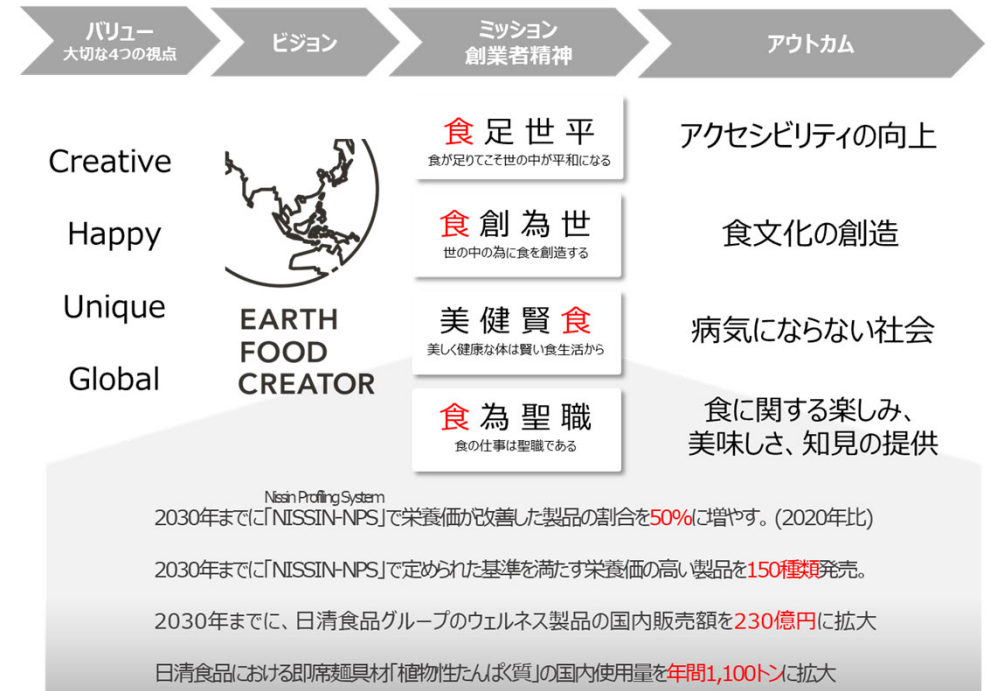 バリュー
大切な4つの視点
ビジョン
ミッション
創業者精神
アウトカム
Creative
Happy
Unique
Global
EARTH
FOOD
CREATOR
食足世平
食が足りてこそ世の中が平和になる
食創為世
世の中の為に食を創造する
美健賢食
美しく健康な体は賢い食生活から
食為聖職
食の仕事は聖職である
アクセシビリティの向上
食文化の創造
病気にならない社会
食に関する楽しみ、
美味しさ、知見の提供
Nissin Profiling System
2030年までに「NISSIN-NPS」で栄養価が改善した製品の割合を50%に増やす。(2020年比)
2030年までに「NISSIN-NPS」で定められた基準を満たす栄養価の高い製品を150種類発売。
2030年までに、日清食品グループのウェルネス製品の国内販売額を230億円に拡大
日清食品における即席麺具材「植物性たんぱく質」の国内使用量を年間1,100トンに拡大